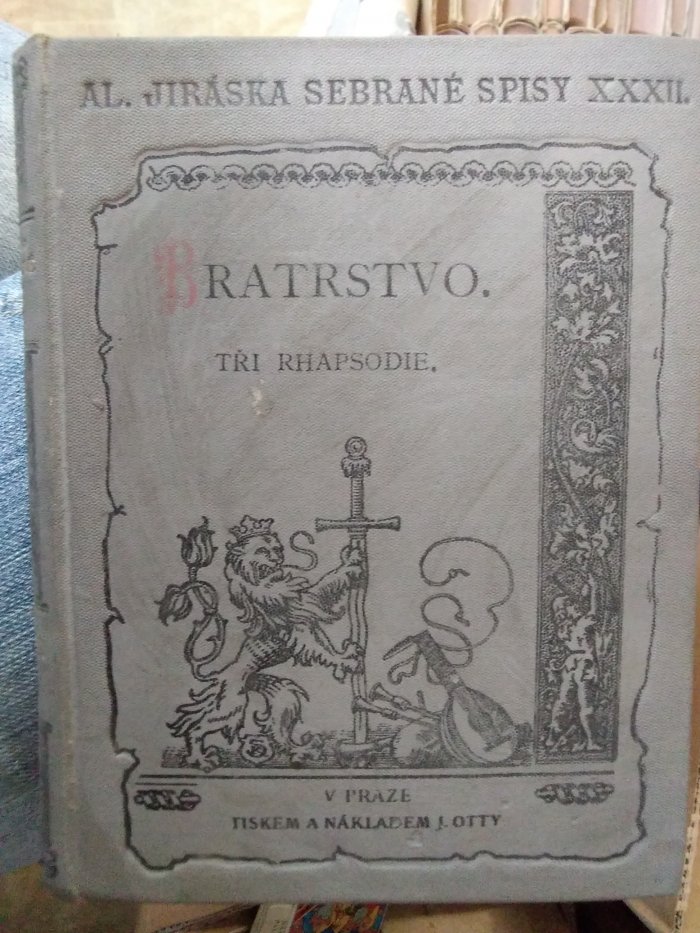 AL. JIRÁSKA SEBRANÉ SPISY XXXII.
BRATRSTVO.
TŘI RHAPSODIE.
V PRAZE
TISKEM A NÁKLADEM J. OTTY